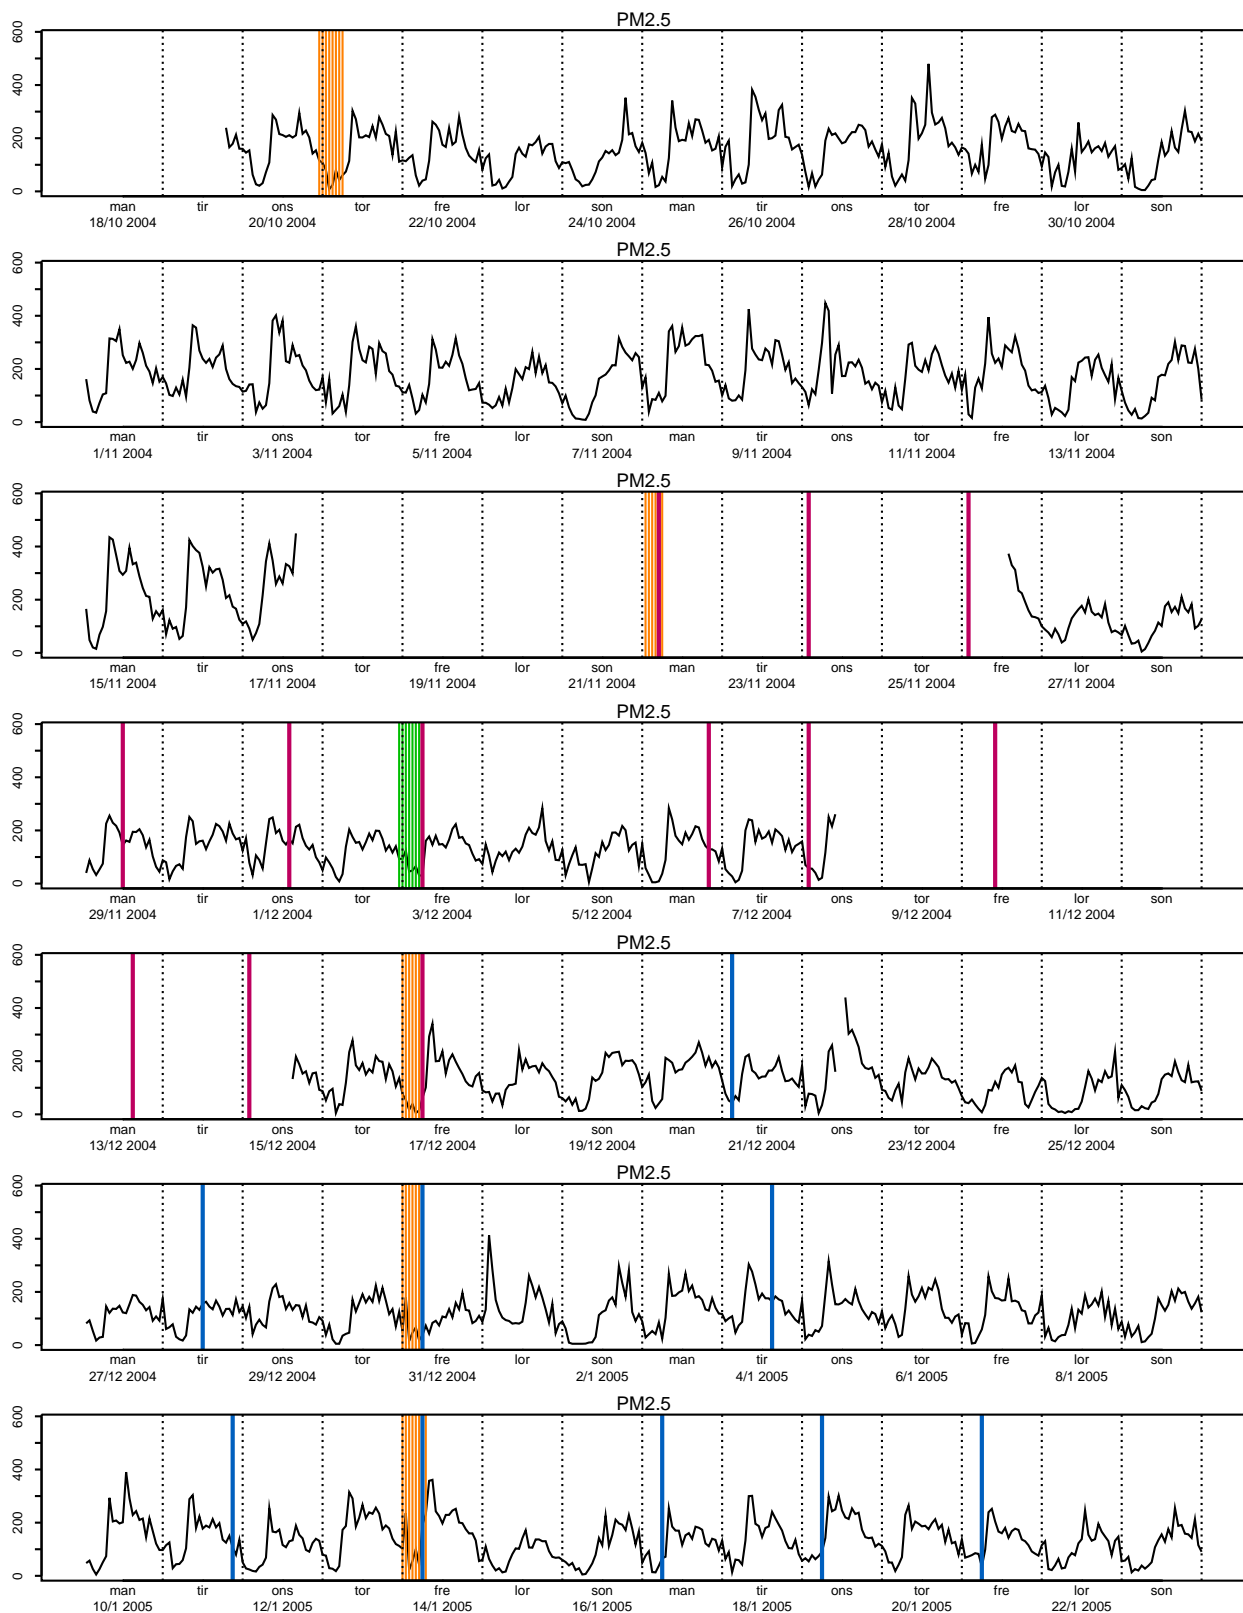 PM2.5
600
400
200
0
man tir ons tor fre lor son man tir ons tor fre lor son
18/10 2004 20/10 2004 22/10 2004 24/10 2004 26/10 2004 28/10 2004 30/10 2004
PM2.5
600
400
200
0
man tir ons tor fre lor son man tir ons tor fre lor son
1/11 2004 3/11 2004 5/11 2004 7/11 2004 9/11 2004 11/11 2004 13/11 2004
PM2.5
600
400
200
0
man tir ons tor fre lor son man tir ons tor fre lor son
15/11 2004 17/11 2004 19/11 2004 21/11 2004 23/11 2004 25/11 2004 27/11 2004
PM2.5
600
400
200
0
man tir ons tor fre lor son man tir ons tor fre lor son
29/11 2004 1/12 2004 3/12 2004 5/12 2004 7/12 2004 9/12 2004 11/12 2004
PM2.5
600
400
200
0
man tir ons tor fre lor son man tir ons tor fre lor son
13/12 2004 15/12 2004 17/12 2004 19/12 2004 21/12 2004 23/12 2004 25/12 2004
PM2.5
600
400
200
0
man tir ons tor fre lor son man tir ons tor fre lor son
27/12 2004 29/12 2004 31/12 2004 2/1 2005 4/1 2005 6/1 2005 8/1 2005
PM2.5
600
400
200
0
man tir ons tor fre lor son man tir ons tor fre lor son
10/1 2005 12/1 2005 14/1 2005 16/1 2005 18/1 2005 20/1 2005 22/1 2005